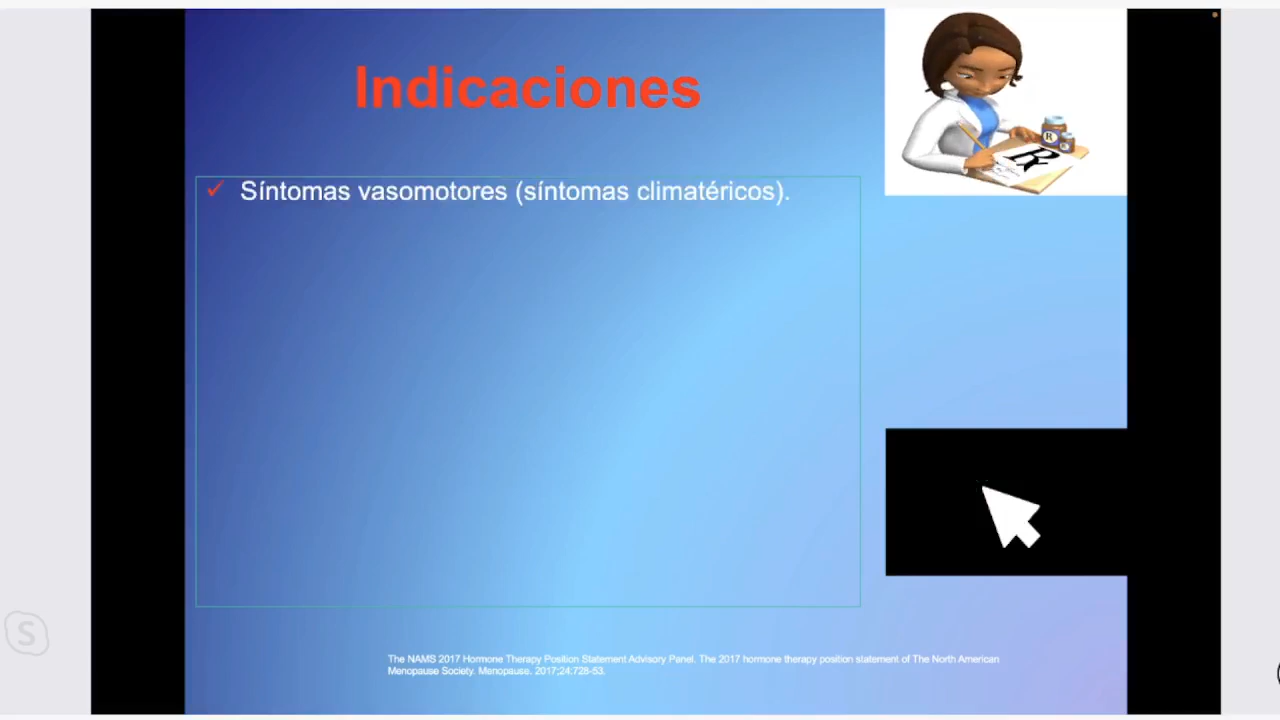 Indicaciones
✓ Síntomas vasomotores (síntomas climatéricos).
The NAMS 2017 Hormone Therapy Position Statement Advisory Panel. The 2017 hormone therapy position statement of The North American
Menopause Society. Menopause. 2017;24:728-53.
R
R
S